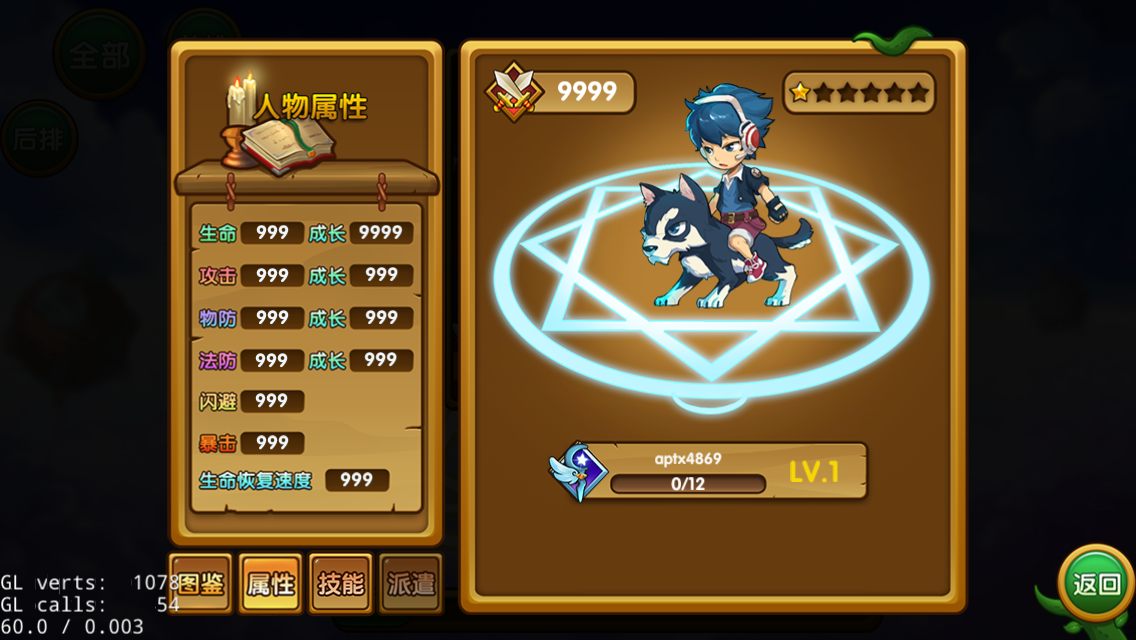 全部
后排
人物属性
生命 999 成长 9999
攻击 999 成长 999
物防 999 成长 999
法防 999 成长 999
闪避 999
暴击 999
生命恢复速度 999
图鉴 属性 技能 派遣
9999
aptx4869
0/12
LV.1
返回
GL verts: 1078
GL calls: 54
60.0 / 0.003